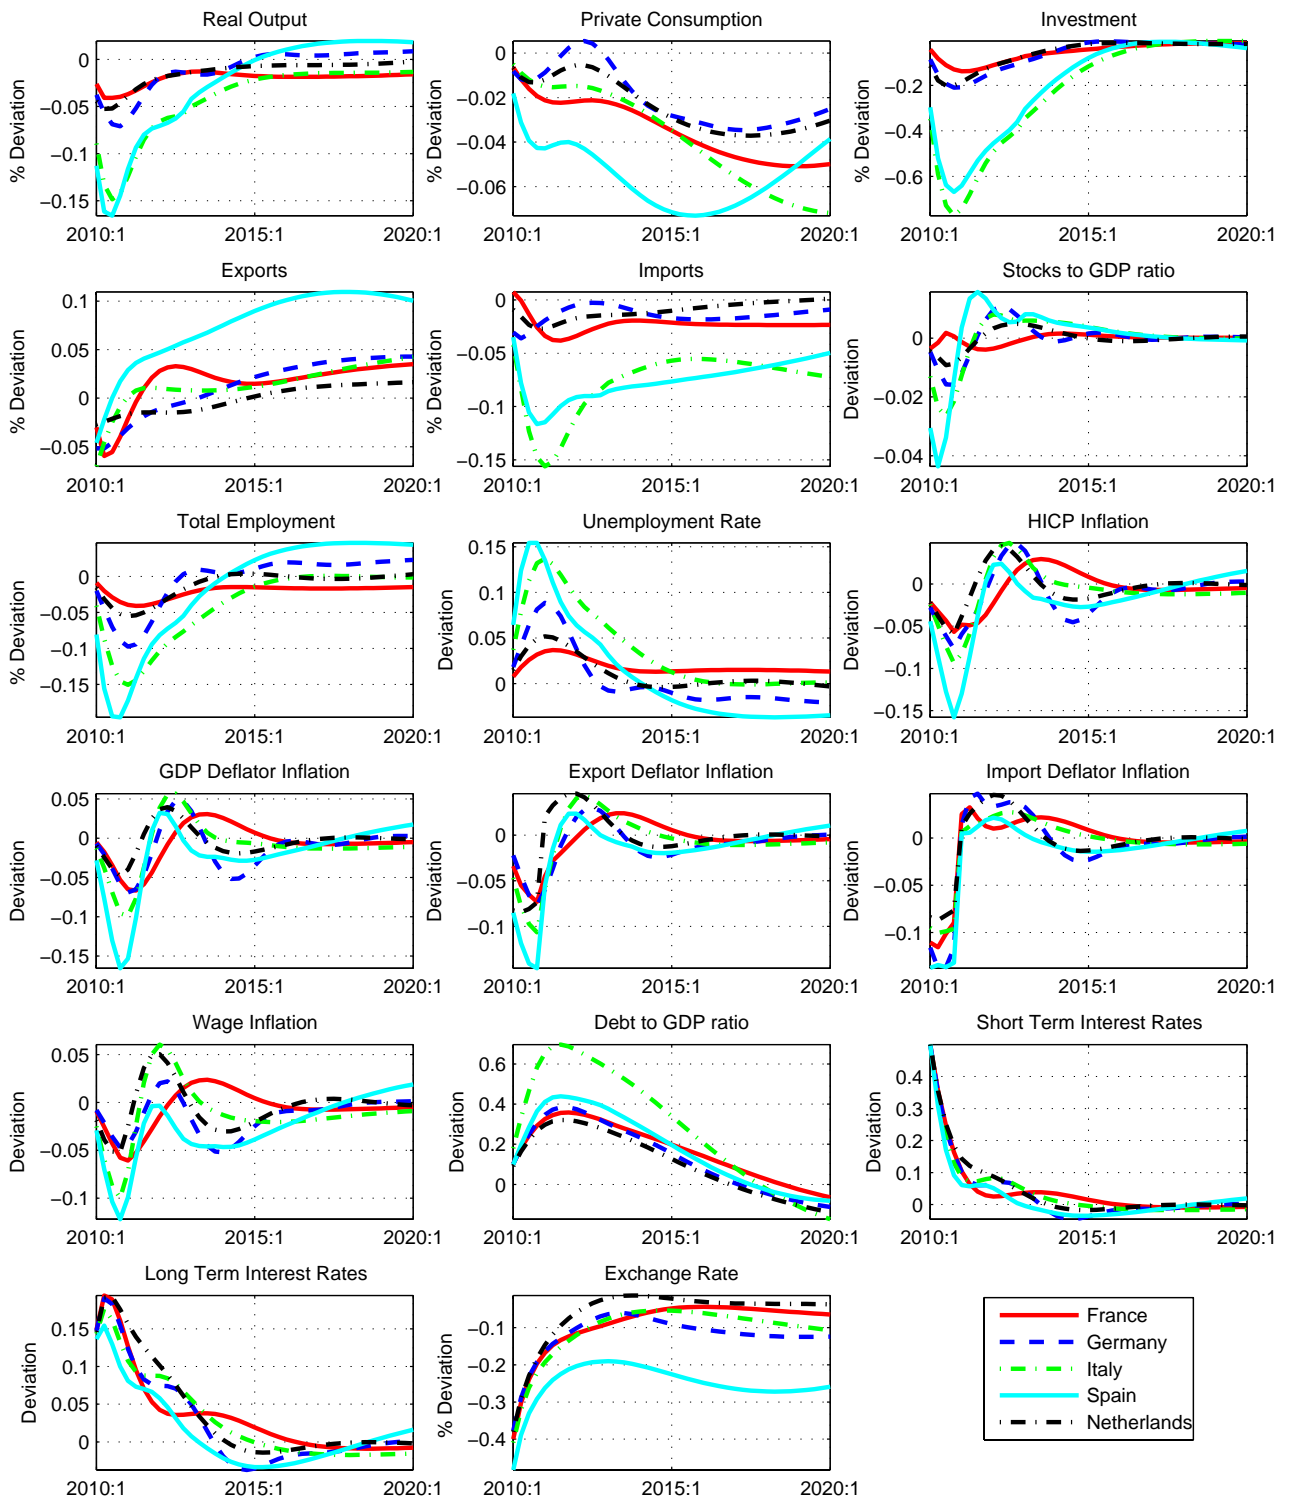 Real Output
% Deviation
0
−0.05
−0.1
−0.15
2010:1 2015:1 2020:1
Private Consumption
% Deviation
0
−0.02
−0.04
−0.06
2010:1 2015:1 2020:1
Investment
% Deviation
−0.2
−0.4
−0.6
2010:1 2015:1 2020:1
Exports
% Deviation
0.1
0.05
0
−0.05
2010:1 2015:1 2020:1
Imports
% Deviation
0
−0.05
−0.1
−0.15
2010:1 2015:1 2020:1
Stocks to GDP ratio
Deviation
0
−0.02
−0.04
2010:1 2015:1 2020:1
Total Employment
% Deviation
0
−0.05
−0.1
−0.15
2010:1 2015:1 2020:1
Unemployment Rate
Deviation
0.15
0.1
0.05
0
2010:1 2015:1 2020:1
HICP Inflation
Deviation
0
−0.05
−0.1
−0.15
2010:1 2015:1 2020:1
GDP Deflator Inflation
Deviation
0.05
0
−0.05
−0.1
−0.15
2010:1 2015:1 2020:1
Export Deflator Inflation
Deviation
0
−0.05
−0.1
2010:1 2015:1 2020:1
Import Deflator Inflation
Deviation
0
−0.05
−0.1
2010:1 2015:1 2020:1
Wage Inflation
Deviation
0.05
0
−0.05
−0.1
2010:1 2015:1 2020:1
Debt to GDP ratio
Deviation
0.6
0.4
0.2
0
2010:1 2015:1 2020:1
Short Term Interest Rates
Deviation
0.4
0.3
0.2
0.1
0
2010:1 2015:1 2020:1
Long Term Interest Rates
Deviation
0.15
0.1
0.05
0
2010:1 2015:1 2020:1
Exchange Rate
% Deviation
−0.1
−0.2
−0.3
−0.4
2010:1 2015:1 2020:1
France
Germany
Italy
Spain
Netherlands